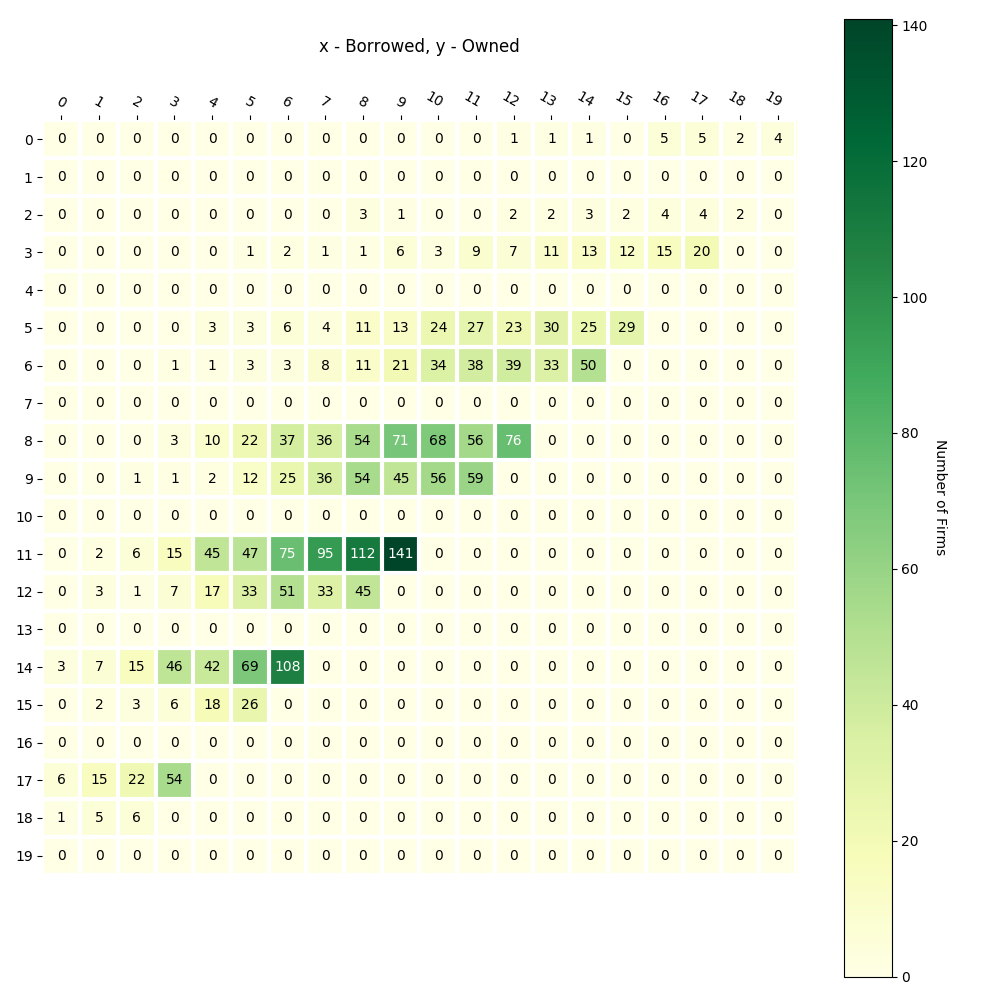 x - Borrowed, y - Owned
0 1 2 3 4 5 6 7 8 9 10 11 12 13 14 15 16 17 18 19
0 0 0 0 0 0 0 0 0 0 0 0 0 1 1 1 0 5 5 2 4
1 0 0 0 0 0 0 0 0 0 0 0 0 0 0 0 0 0 0 0 0
2 0 0 0 0 0 0 0 0 3 1 0 0 2 2 3 2 4 4 2 0
3 0 0 0 0 0 1 2 1 1 6 3 9 7 11 13 12 15 20 0 0
4 0 0 0 0 0 0 0 0 0 0 0 0 0 0 0 0 0 0 0 0
5 0 0 0 0 3 3 6 4 11 13 24 27 23 30 25 29 0 0 0 0
6 0 0 0 1 1 3 3 8 11 21 34 38 39 33 50 0 0 0 0 0
7 0 0 0 0 0 0 0 0 0 0 0 0 0 0 0 0 0 0 0 0
8 0 0 0 3 10 22 37 36 54 71 68 56 76 0 0 0 0 0 0 0
9 0 0 1 1 2 12 25 36 54 45 56 59 0 0 0 0 0 0 0 0
10 0 0 0 0 0 0 0 0 0 0 0 0 0 0 0 0 0 0 0 0
11 0 2 6 15 45 47 75 95 112 141 0 0 0 0 0 0 0 0 0 0
12 0 3 1 7 17 33 51 33 45 0 0 0 0 0 0 0 0 0 0 0
13 0 0 0 0 0 0 0 0 0 0 0 0 0 0 0 0 0 0 0 0
14 3 7 15 46 42 69 108 0 0 0 0 0 0 0 0 0 0 0 0 0
15 0 2 3 6 18 26 0 0 0 0 0 0 0 0 0 0 0 0 0 0
16 0 0 0 0 0 0 0 0 0 0 0 0 0 0 0 0 0 0 0 0
17 6 15 22 54 0 0 0 0 0 0 0 0 0 0 0 0 0 0 0 0
18 1 5 6 0 0 0 0 0 0 0 0 0 0 0 0 0 0 0 0 0
19 0 0 0 0 0 0 0 0 0 0 0 0 0 0 0 0 0 0 0 0
140
120
100
80
60
40
20
0
Number of Firms